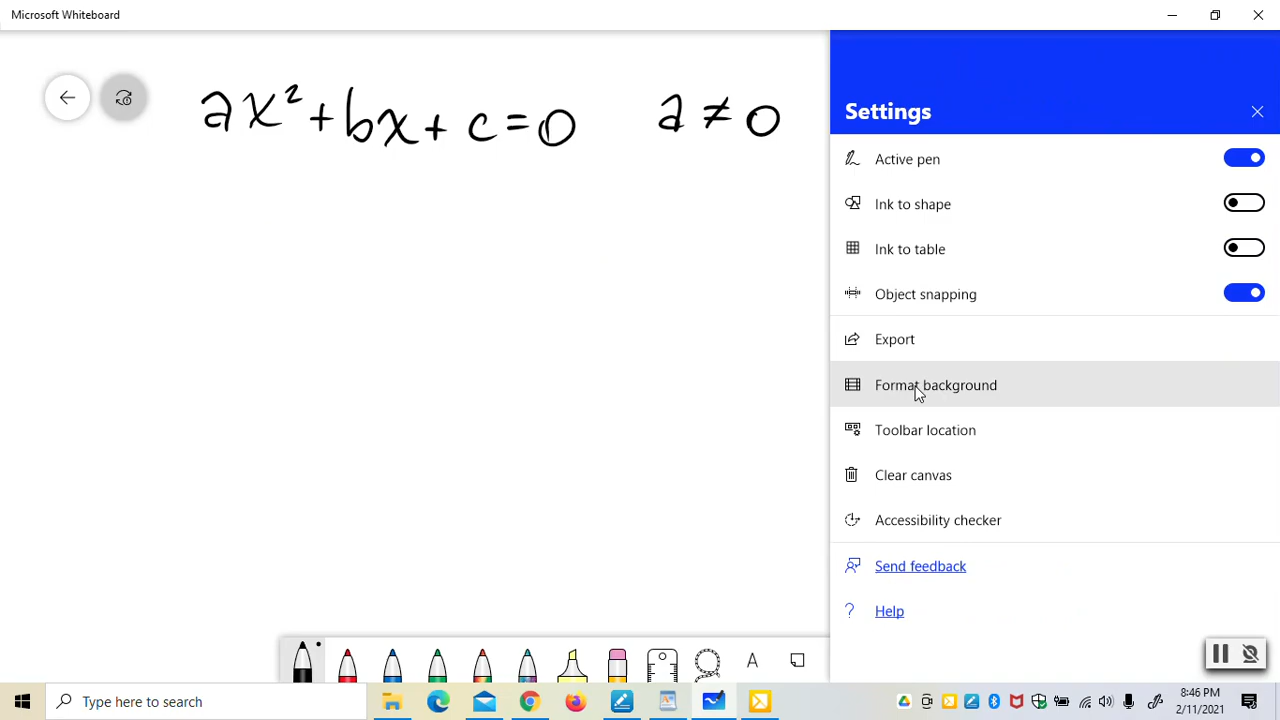 Microsoft Whiteboard
ax²+bx+c=0 a≠0
Settings
Active pen
Ink to shape
Ink to table
Object snapping
Export
Format background
Toolbar location
Clear canvas
Accessibility checker
Send feedback
? Help
A
Type here to search
8:46 PM
2/11/2021